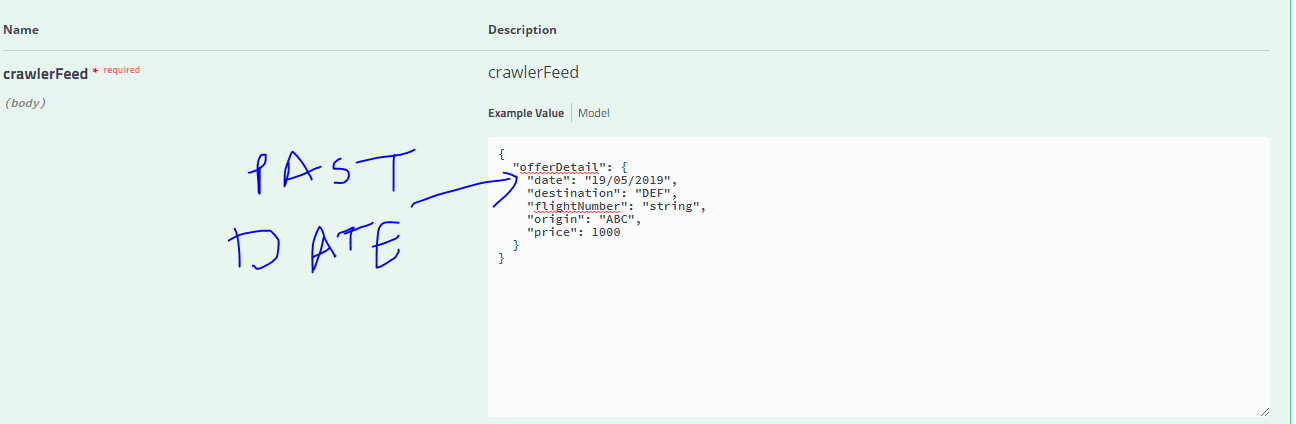 Name
Description
crawlerFeed * required
(body)
crawlerFeed
Example Value
Model
{
"offerDetail": {
"date": "19/05/2019",
"destination": "DEF",
"flightNumber": "string",
"origin": "ABC",
"price": 1000
}
}
PAST
DATE